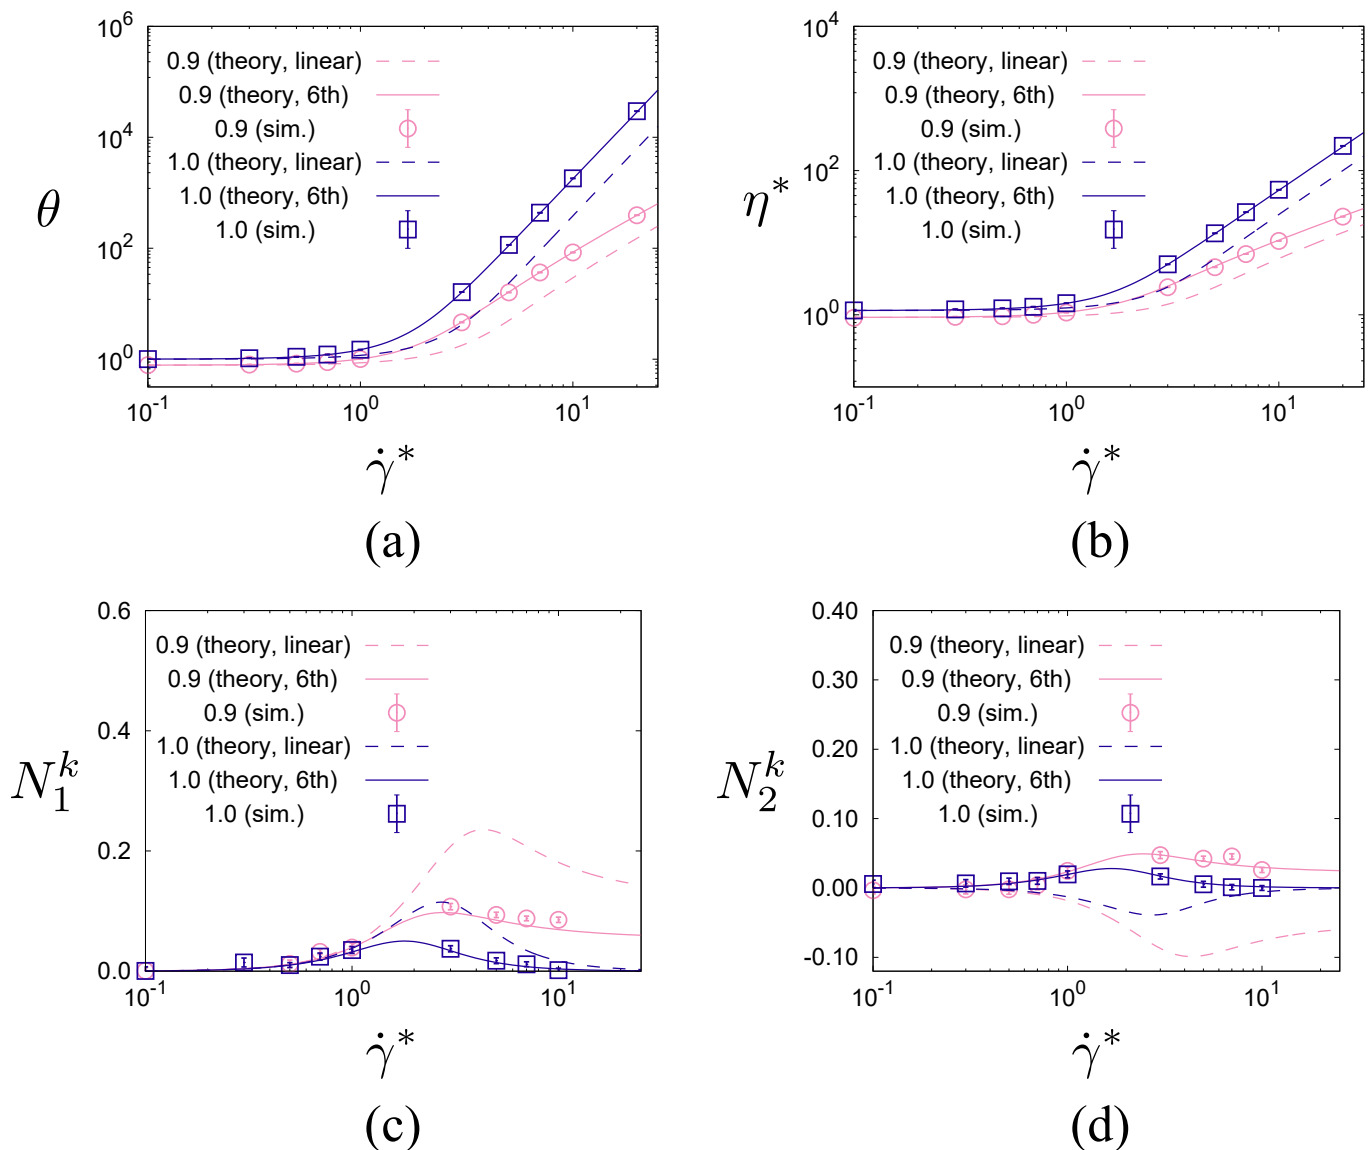 10^6
10^4
10^2
10^0
θ
0.9 (theory, linear)
0.9 (theory, 6th)
0.9 (sim.)
1.0 (theory, linear)
1.0 (theory, 6th)
1.0 (sim.)
10^-1 10^0 10^1
γ̇*
(a)
10^4
10^2
10^0
η*
0.9 (theory, linear)
0.9 (theory, 6th)
0.9 (sim.)
1.0 (theory, linear)
1.0 (theory, 6th)
1.0 (sim.)
10^-1 10^0 10^1
γ̇*
(b)
0.6
0.4
0.2
0.0
N_1^k
0.9 (theory, linear)
0.9 (theory, 6th)
0.9 (sim.)
1.0 (theory, linear)
1.0 (theory, 6th)
1.0 (sim.)
10^-1 10^0 10^1
γ̇*
(c)
0.40
0.30
0.20
0.10
0.00
-0.10
N_2^k
0.9 (theory, linear)
0.9 (theory, 6th)
0.9 (sim.)
1.0 (theory, linear)
1.0 (theory, 6th)
1.0 (sim.)
10^-1 10^0 10^1
γ̇*
(d)